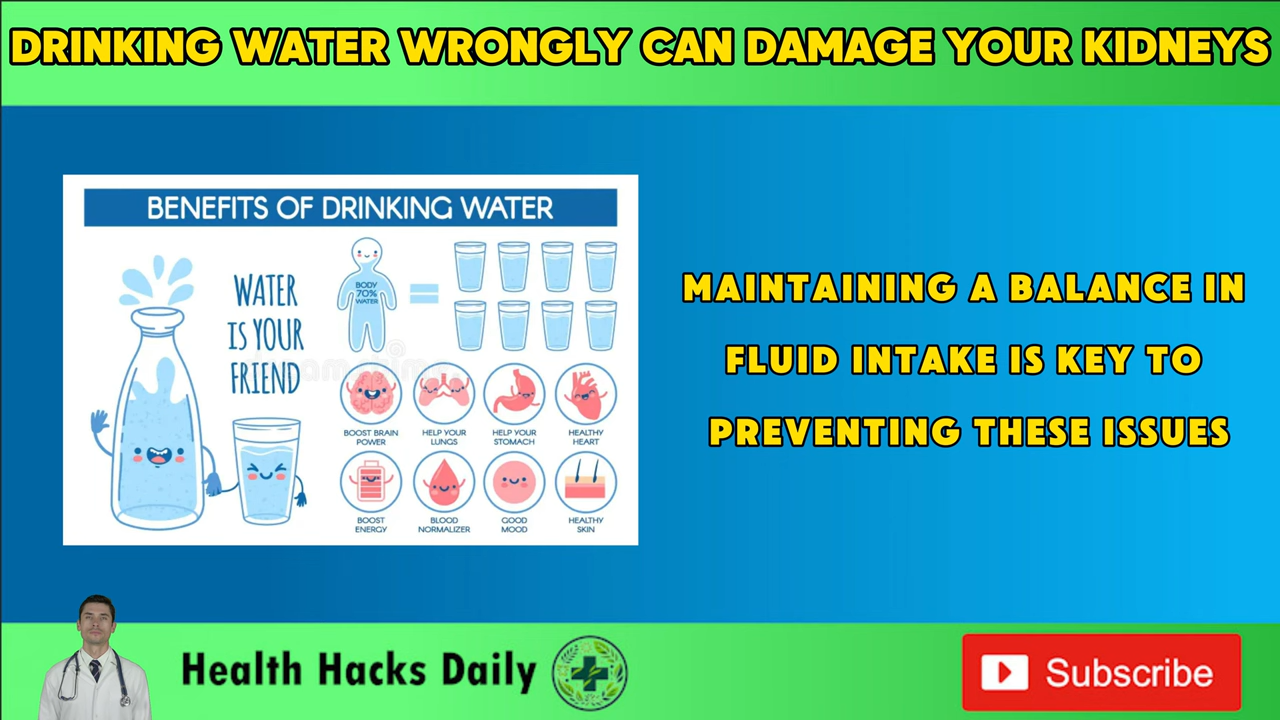 DRINKING WATER WRONGLY CAN DAMAGE YOUR KIDNEYS
BENEFITS OF DRINKING WATER
WATER
IS YOUR
FRIEND
BODY
70%
WATER
BOOST BRAIN
POWER
HELP YOUR
LUNGS
HELP YOUR
STOMACH
HEALTHY
HEART
BOOST
ENERGY
BLOOD
NORMALIZER
GOOD
MOOD
HEALTHY
SKIN
MAINTAINING A BALANCE IN
FLUID INTAKE IS KEY TO
PREVENTING THESE ISSUES
Health Hacks Daily
Subscribe